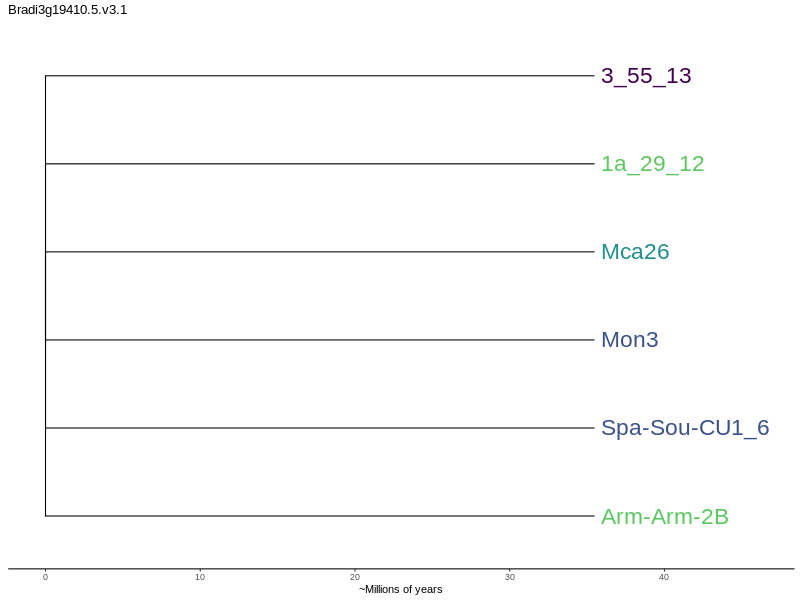 Bradi3g19410.5.v3.1
3_55_13
1a_29_12
Mca26
Mon3
Spa-Sou-CU1_6
Arm-Arm-2B
0 10 20 30 40
~Millions of years